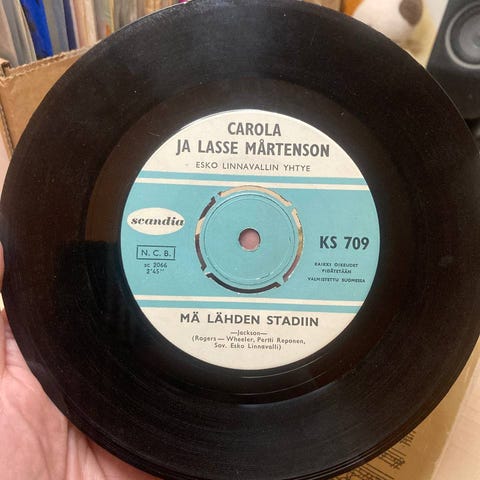 CAROLA
JA LASSE MÅRTENSON
ESKO LINNAVALLIN YHTYE
scandia
KS 709
N.C.B.
sc 2066
2'45"
KAIKKI OIKEUDET
PIDÄTETÄÄN
VALMISTETTU SUOMESSA
MÄ LÄHDEN STADIIN
—Jackson—
(Rogers — Wheeler, Pertti Reponen,
Sov. Esko Linnavalli)